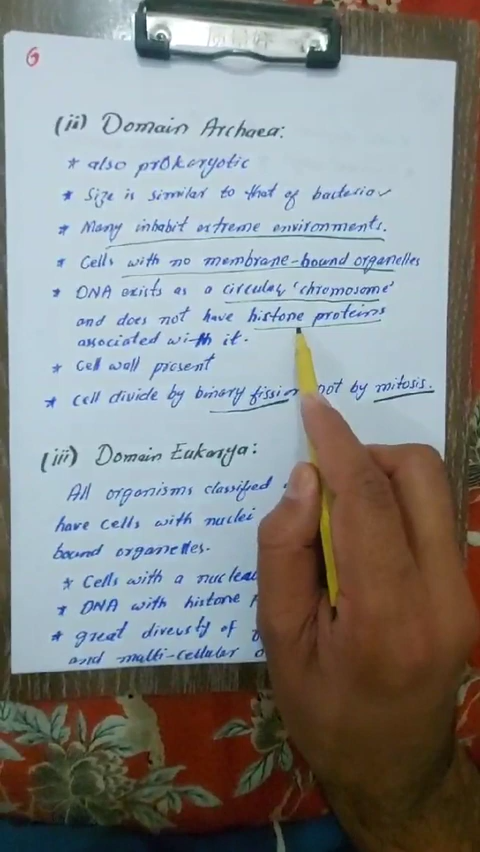 6
(ii) Domain Archaea:
* also prokaryotic
* Size is similar to that of bacteria
* Many inhabit extreme environments.
* Cells with no membrane-bound organelles
* DNA exists as a circular 'chromosome'
and does not have histone proteins
associated with it.
* Cell wall present
* Cell divide by binary fission not by mitosis.
(iii) Domain Eukarya:
All organisms classified
have cells with nuclei
bound organelles.
* Cells with a
* DNA with histone
* great diversty of
and multi-cellular